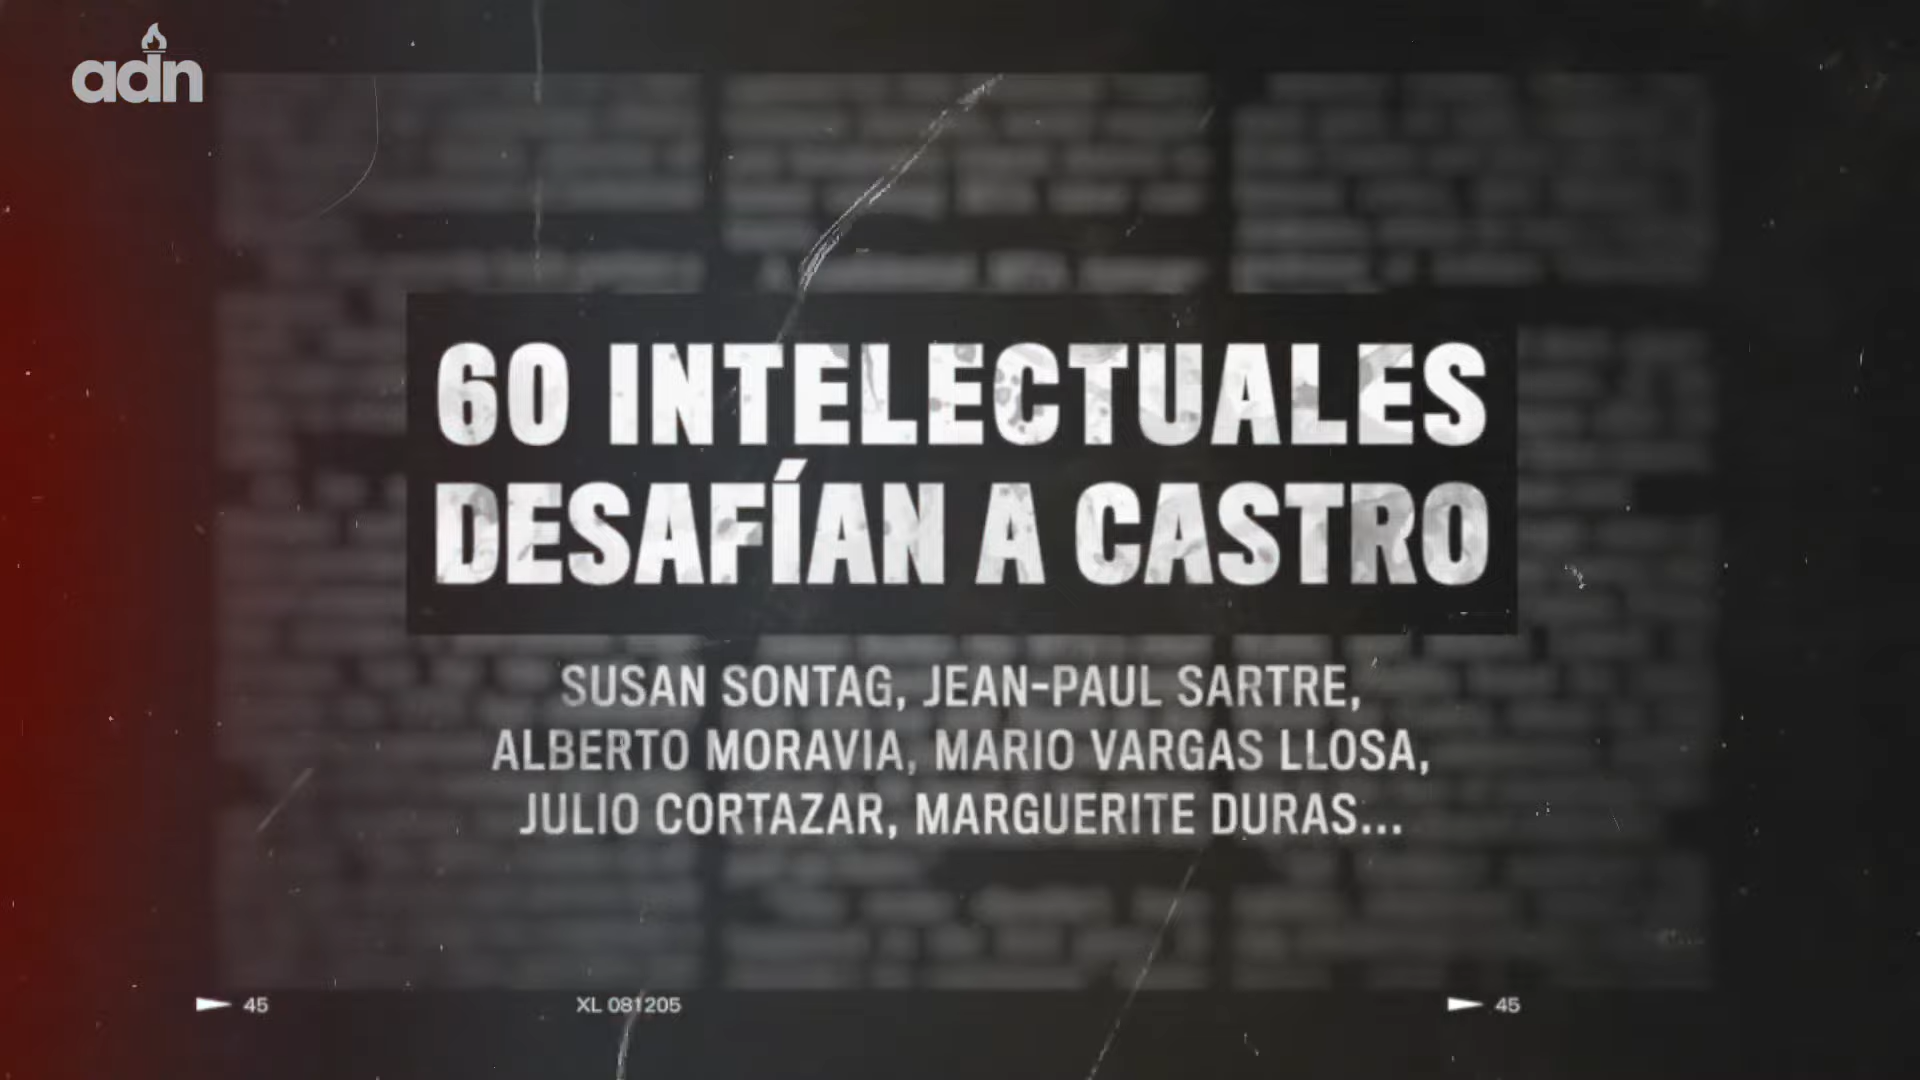 adn
60 INTELECTUALES
DESAFÍAN A CASTRO
SUSAN SONTAG, JEAN-PAUL SARTRE,
ALBERTO MORAVIA, MARIO VARGAS LLOSA,
JULIO CORTAZAR, MARGUERITE DURAS...
45 XL 081205 45